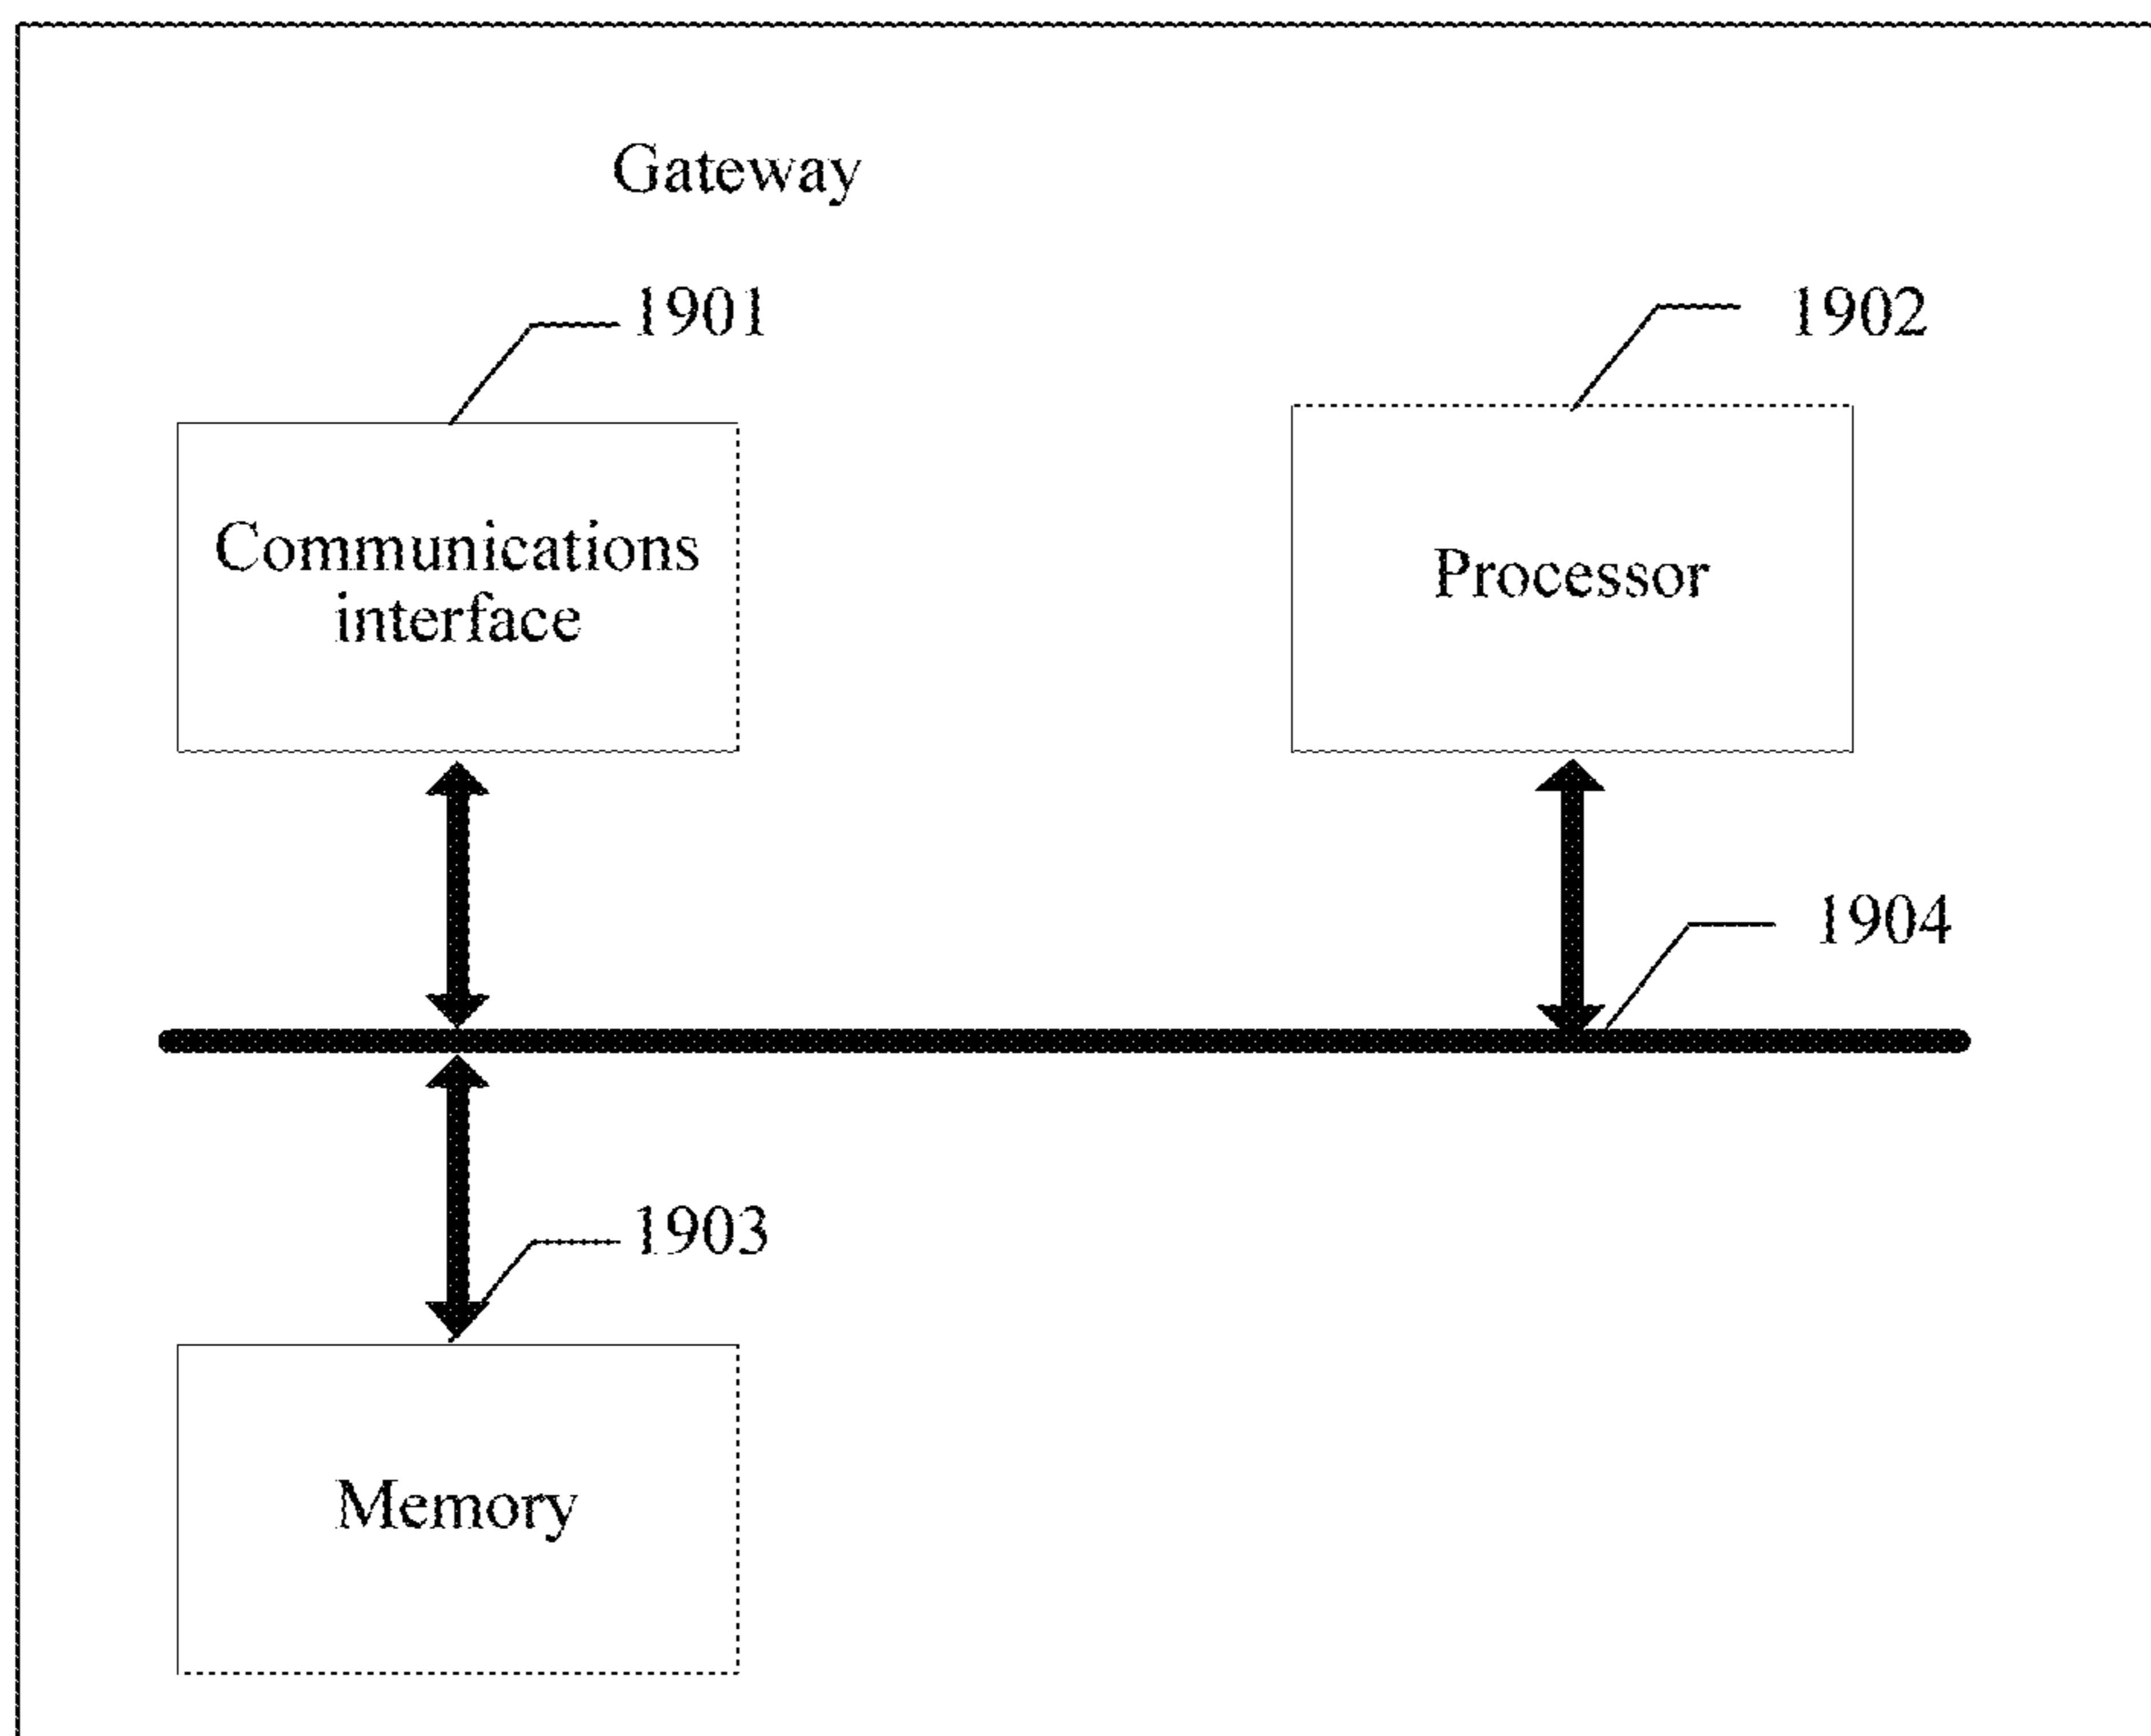 Gateway
1901
1902
Communications
interface
Processor
1904
1903
Memory